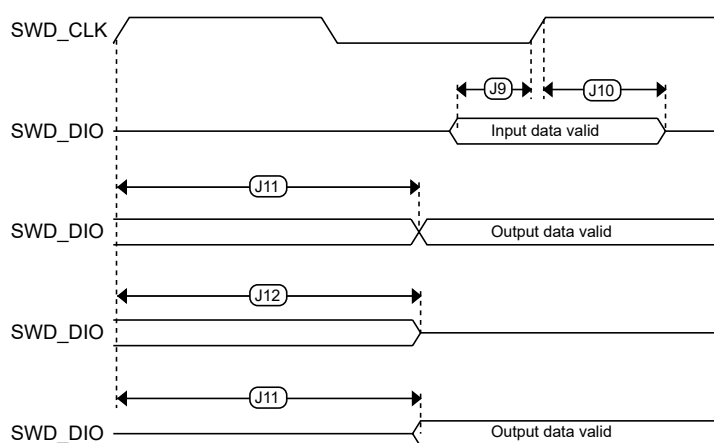 SWD_CLK
J9
J10
SWD_DIO
Input data valid
J11
SWD_DIO
Output data valid
J12
SWD_DIO
J11
SWD_DIO
Output data valid